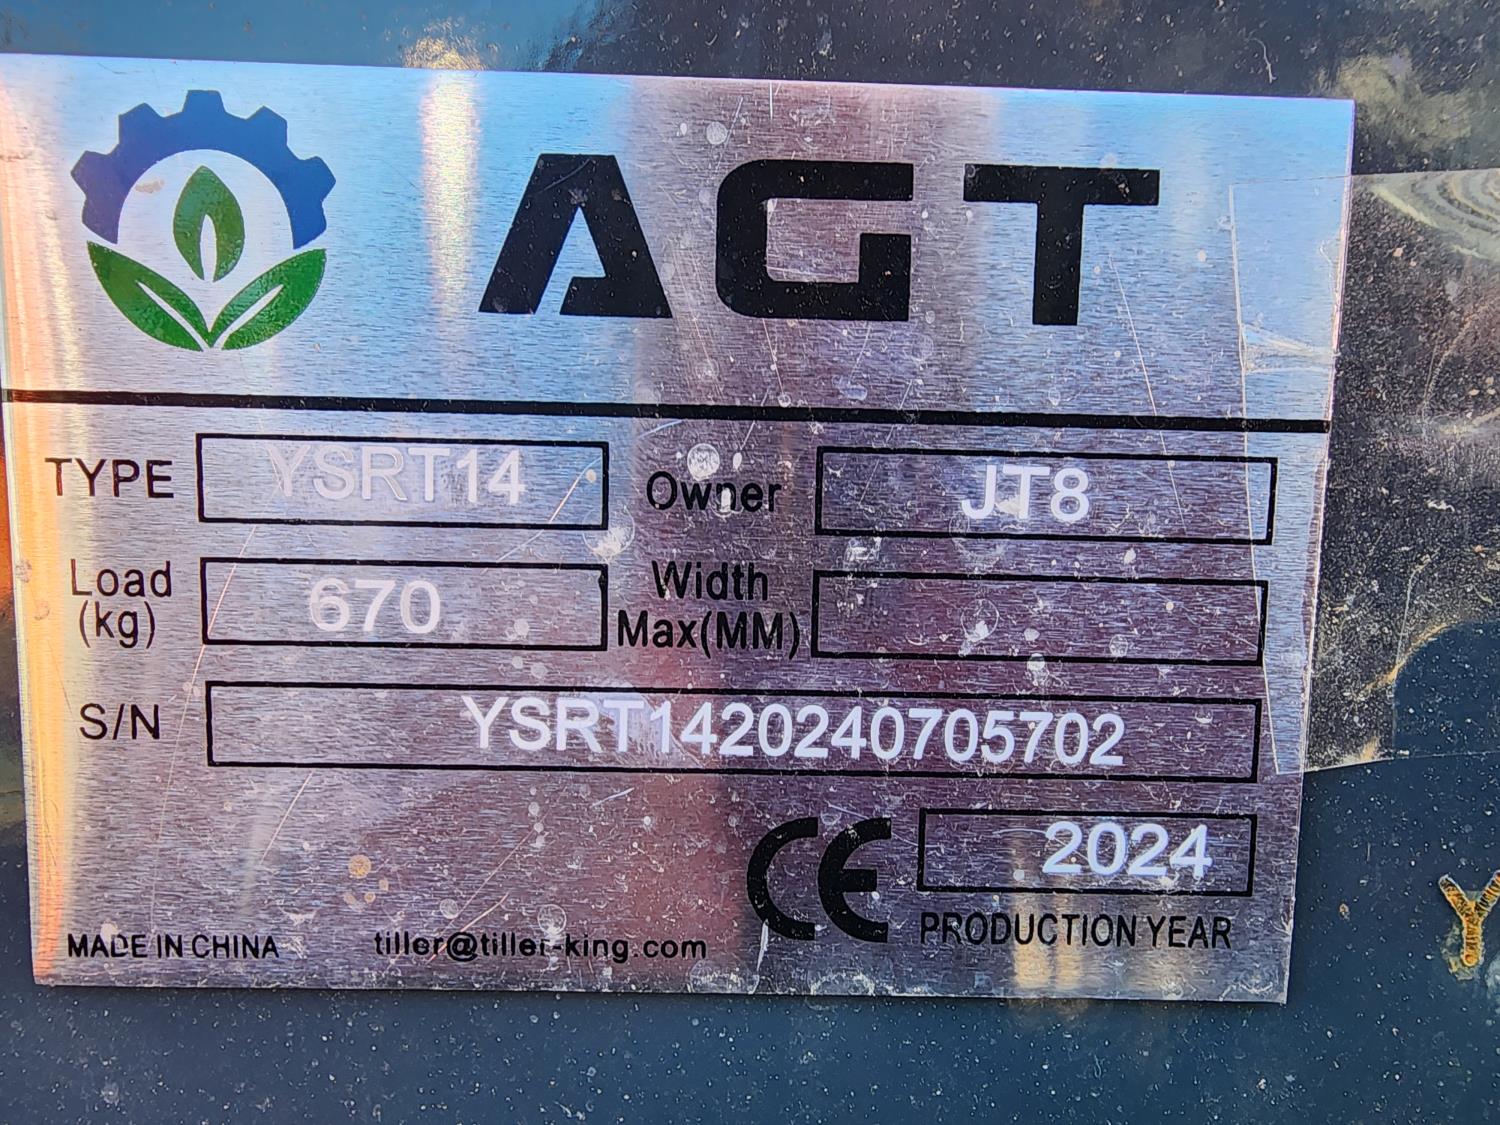 AGT
TYPE YSRT14 Owner JT8
Load (kg) 670 Width Max(MM)
S/N YSRT1420240705702
CE 2024
PRODUCTION YEAR
MADE IN CHINA tiller@tiller-king.com
Y